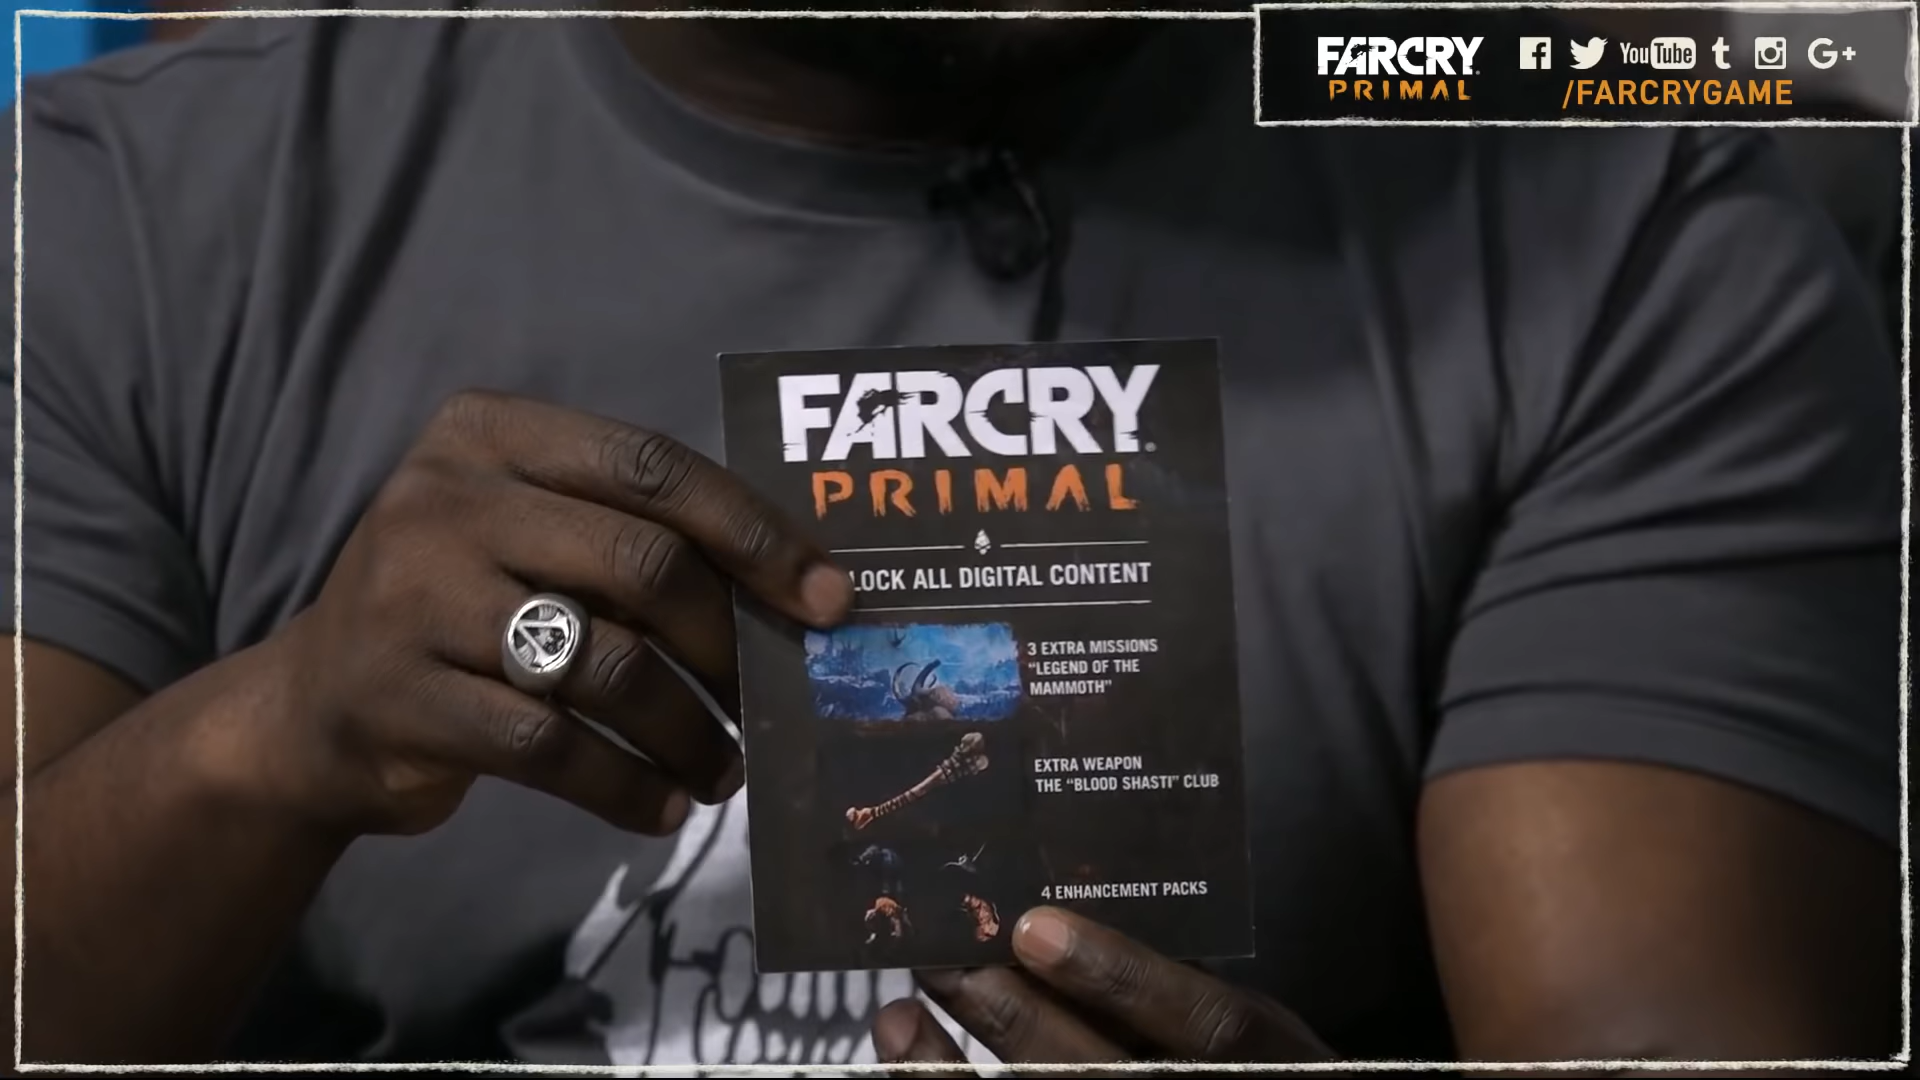 FARCRY
PRIMAL
YouTube
/FARCRYGAME
FARCRY
PRIMAL
LOCK ALL DIGITAL CONTENT
3 EXTRA MISSIONS
“LEGEND OF THE
MAMMOTH”
EXTRA WEAPON
THE “BLOOD SHASTI” CLUB
4 ENHANCEMENT PACKS